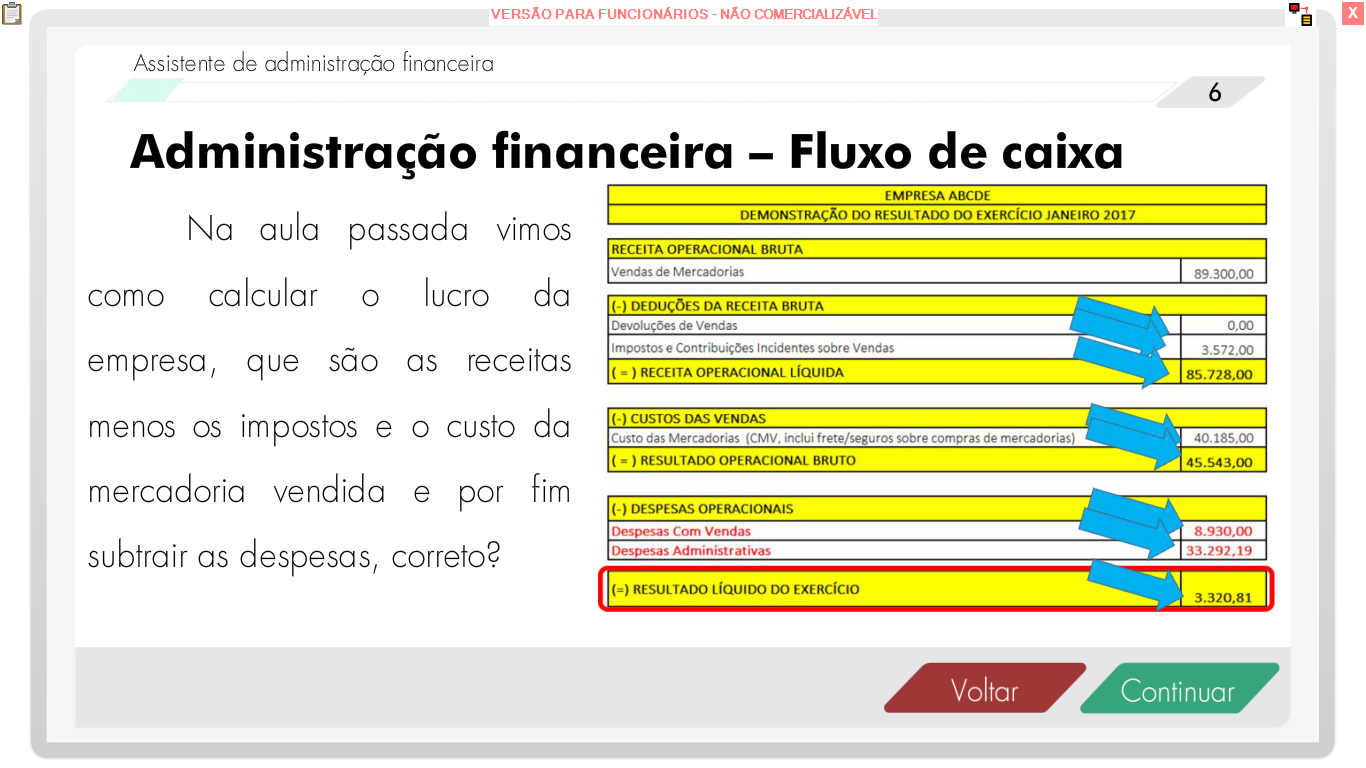 VERSÃO PARA FUNCIONÁRIOS - NÃO COMERCIALIZÁVEL
X
Assistente de administração financeira
6
Administração financeira – Fluxo de caixa
Na aula passada vimos
como calcular o lucro da
empresa, que são as receitas
menos os impostos e o custo da
mercadoria vendida e por fim
subtrair as despesas, correto?
EMPRESA ABCDE
DEMONSTRAÇÃO DO RESULTADO DO EXERCÍCIO JANEIRO 2017
RECEITA OPERACIONAL BRUTA
Vendas de Mercadorias 89.300,00
(-) DEDUÇÕES DA RECEITA BRUTA
Devoluções de Vendas 0,00
Impostos e Contribuições Incidentes sobre Vendas 3.572,00
( = ) RECEITA OPERACIONAL LÍQUIDA 85.728,00
(-) CUSTOS DAS VENDAS
Custo das Mercadorias (CMV, inclui frete/seguros sobre compras de mercadorias) 40.185,00
( = ) RESULTADO OPERACIONAL BRUTO 45.543,00
(-) DESPESAS OPERACIONAIS
Despesas Com Vendas 8.930,00
Despesas Administrativas 33.292,19
(=) RESULTADO LÍQUIDO DO EXERCÍCIO 3.320,81
Voltar
Continuar